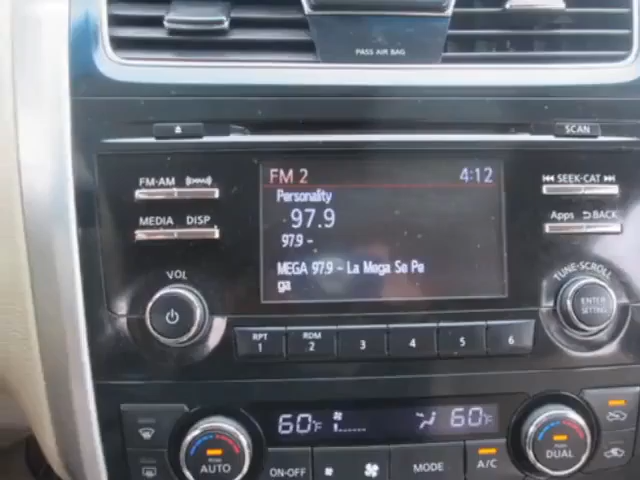 PASS AIR BAG
SCAN
FM·AM
SEEK·CAT
MEDIA DISP
Apps BACK
FM 2 4:12
Personality
97.9
97.9 -
MEGA 97.9 - La Mega Se Pe
ga
VOL
TUNE·SCROLL
ENTER
SETTING
RPT
1
RDM
2
3
4
5
6
60°F
60°F
AUTO
ON·OFF
MODE
A/C
DUAL